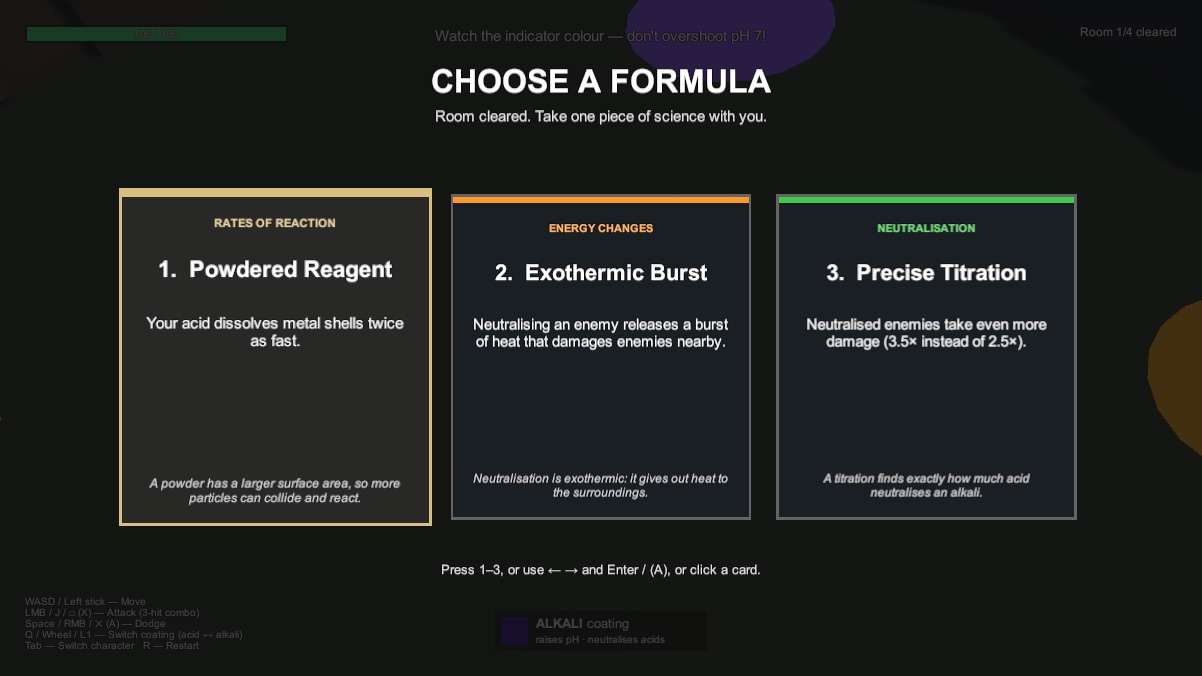 Watch the indicator colour — don't overshoot pH 7!
Room 1/4 cleared
CHOOSE A FORMULA
Room cleared. Take one piece of science with you.
RATES OF REACTION
1. Powdered Reagent
Your acid dissolves metal shells twice
as fast.
A powder has a larger surface area, so more
particles can collide and react.
ENERGY CHANGES
2. Exothermic Burst
Neutralising an enemy releases a burst
of heat that damages enemies nearby.
Neutralisation is exothermic: it gives out heat to
the surroundings.
NEUTRALISATION
3. Precise Titration
Neutralised enemies take even more
damage (3.5× instead of 2.5×).
A titration finds exactly how much acid
neutralises an alkali.
Press 1–3, or use ← → and Enter / (A), or click a card.
WASD / Left stick — Move
LMB / J / □ (X) — Attack (3-hit combo)
Space / RMB / ✕ (A) — Dodge
Q / Wheel / L1 — Switch coating (acid ↔ alkali)
Tab — Switch character R — Restart
ALKALI coating
raises pH · neutralises acids